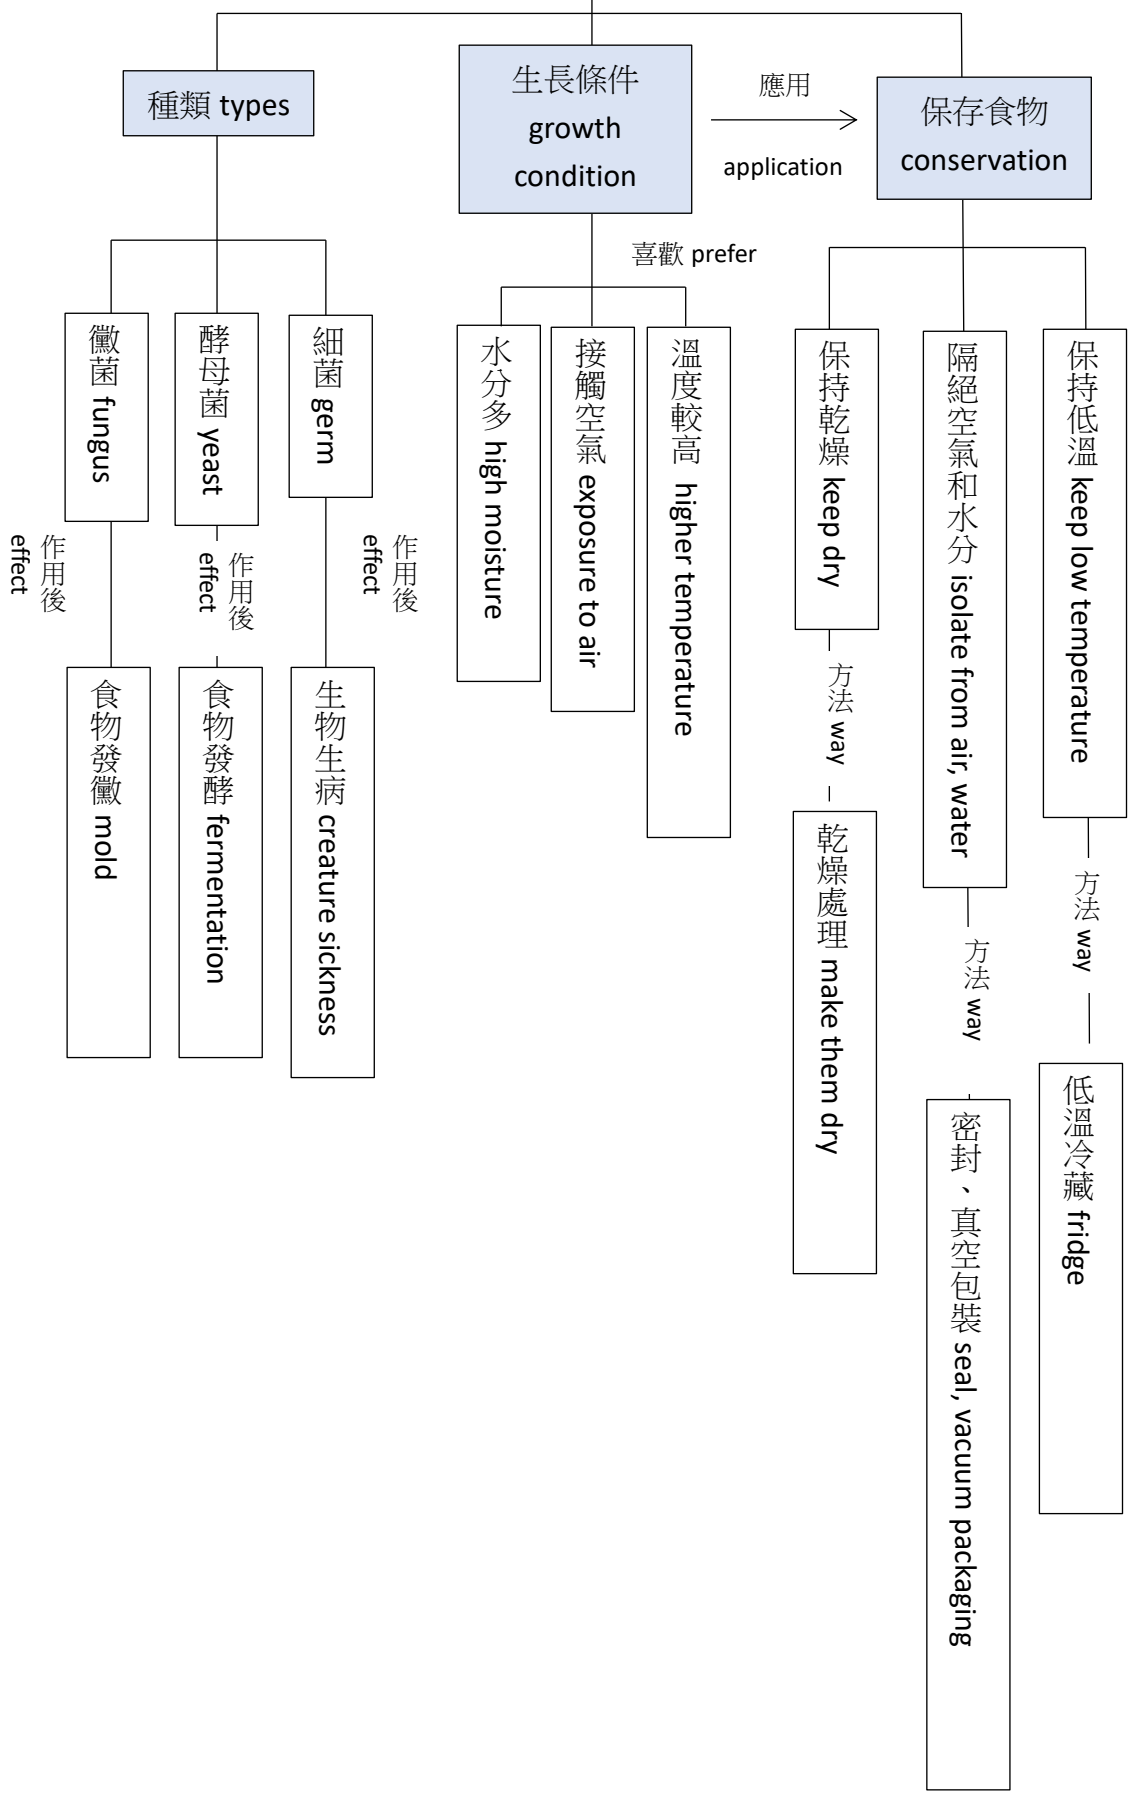 種類 types
生長條件
growth
condition
應用
application
保存食物
conservation
喜歡 prefer
黴菌 fungus
酵母菌 yeast
細菌 germ
水分多 high moisture
接觸空氣 exposure to air
溫度較高 higher temperature
保持乾燥 keep dry
隔絕空氣和水分 isolate from air, water
保持低溫 keep low temperature
作用後
effect
作用後
effect
作用後
effect
方法 way
方法 way
方法 way
食物發黴 mold
食物發酵 fermentation
生物生病 creature sickness
乾燥處理 make them dry
密封、真空包裝 seal, vacuum packaging
低溫冷藏 fridge